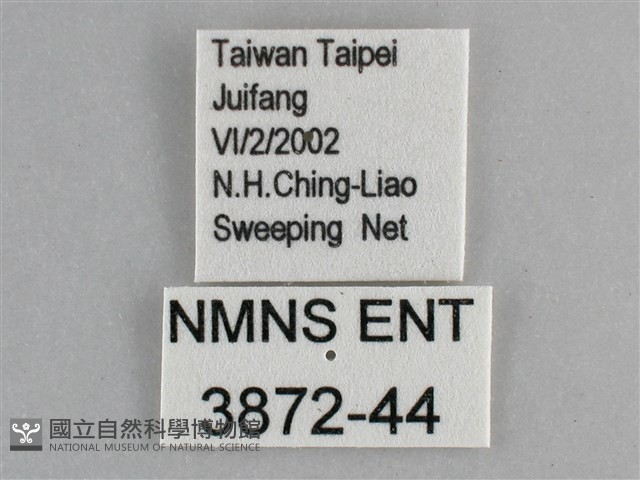 Taiwan Taipei
Juifang
VI/2/2002
N.H.Ching-Liao
Sweeping Net
NMNS ENT
3872-44
國立自然科學博物館
NATIONAL MUSEUM OF NATURAL SCIENCE